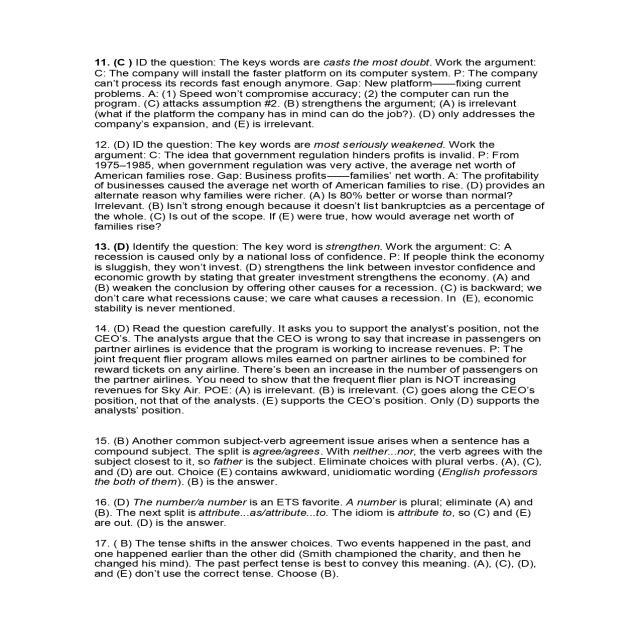 11. (C ) ID the question: The keys words are casts the most doubt. Work the argument:
C: The company will install the faster platform on its computer system. P: The company
can't process its records fast enough anymore. Gap: New platform——fixing current
problems. A: (1) Speed won't compromise accuracy; (2) the computer can run the
program. (C) attacks assumption #2. (B) strengthens the argument; (A) is irrelevant
(what if the platform the company has in mind can do the job?). (D) only addresses the
company's expansion, and (E) is irrelevant.
12. (D) ID the question: The key words are most seriously weakened. Work the
argument: C: The idea that government regulation hinders profits is invalid. P: From
1975–1985, when government regulation was very active, the average net worth of
American families rose. Gap: Business profits——families' net worth. A: The profitability
of businesses caused the average net worth of American families to rise. (D) provides an
alternate reason why families were richer. (A) Is 80% better or worse than normal?
Irrelevant. (B) Isn't strong enough because it doesn't list bankruptcies as a percentage of
the whole. (C) Is out of the scope. If (E) were true, how would average net worth of
families rise?
13. (D) Identify the question: The key word is strengthen. Work the argument: C: A
recession is caused only by a national loss of confidence. P: If people think the economy
is sluggish, they won't invest. (D) strengthens the link between investor confidence and
economic growth by stating that greater investment strengthens the economy. (A) and
(B) weaken the conclusion by offering other causes for a recession. (C) is backward; we
don't care what recessions cause; we care what causes a recession. In (E), economic
stability is never mentioned.
14. (D) Read the question carefully. It asks you to support the analyst's position, not the
CEO's. The analysts argue that the CEO is wrong to say that increase in passengers on
partner airlines is evidence that the program is working to increase revenues. P: The
joint frequent flier program allows miles earned on partner airlines to be combined for
reward tickets on any airline. There's been an increase in the number of passengers on
the partner airlines. You need to show that the frequent flier plan is NOT increasing
revenues for Sky Air. POE: (A) is irrelevant. (B) is irrelevant. (C) goes along the CEO's
position, not that of the analysts. (E) supports the CEO's position. Only (D) supports the
analysts' position.
15. (B) Another common subject-verb agreement issue arises when a sentence has a
compound subject. The split is agree/agrees. With neither...nor, the verb agrees with the
subject closest to it, so father is the subject. Eliminate choices with plural verbs. (A), (C),
and (D) are out. Choice (E) contains awkward, unidiomatic wording (English professors
the both of them). (B) is the answer.
16. (D) The number/a number is an ETS favorite. A number is plural; eliminate (A) and
(B). The next split is attribute...as/attribute...to. The idiom is attribute to, so (C) and (E)
are out. (D) is the answer.
17. ( B) The tense shifts in the answer choices. Two events happened in the past, and
one happened earlier than the other did (Smith championed the charity, and then he
changed his mind). The past perfect tense is best to convey this meaning. (A), (C), (D),
and (E) don't use the correct tense. Choose (B).